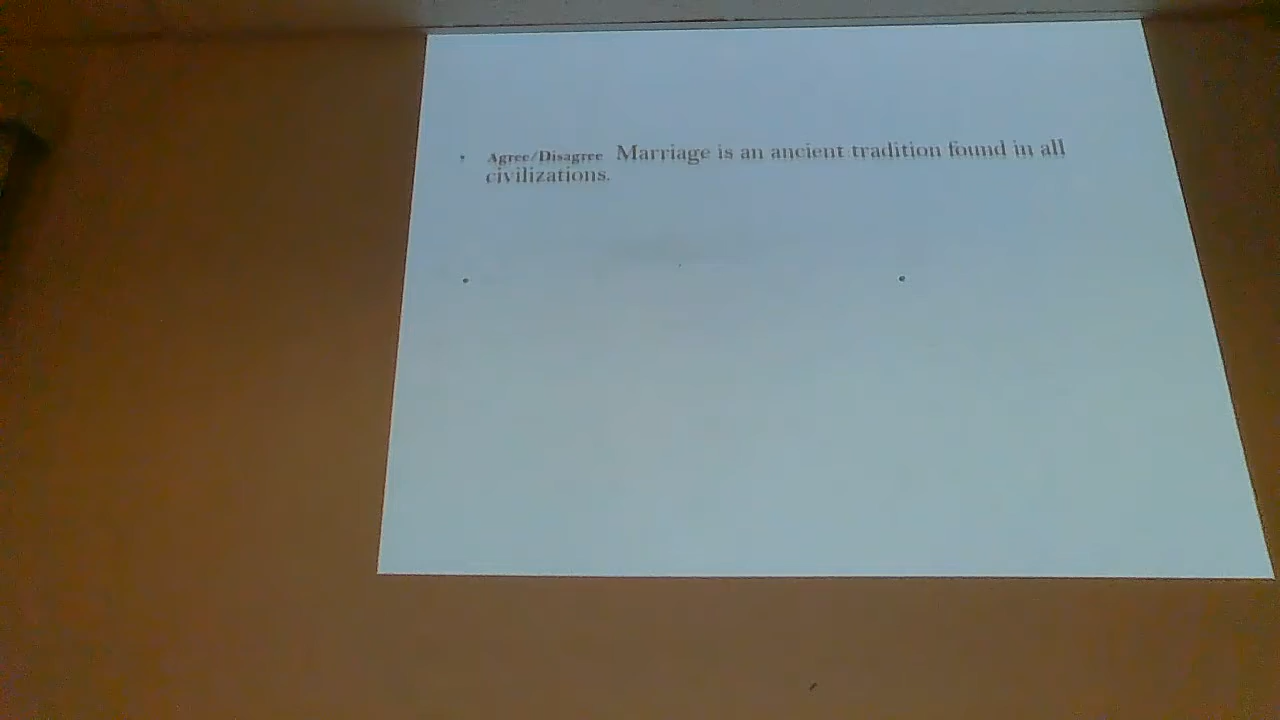 • Agree/Disagree Marriage is an ancient tradition found in all
civilizations.